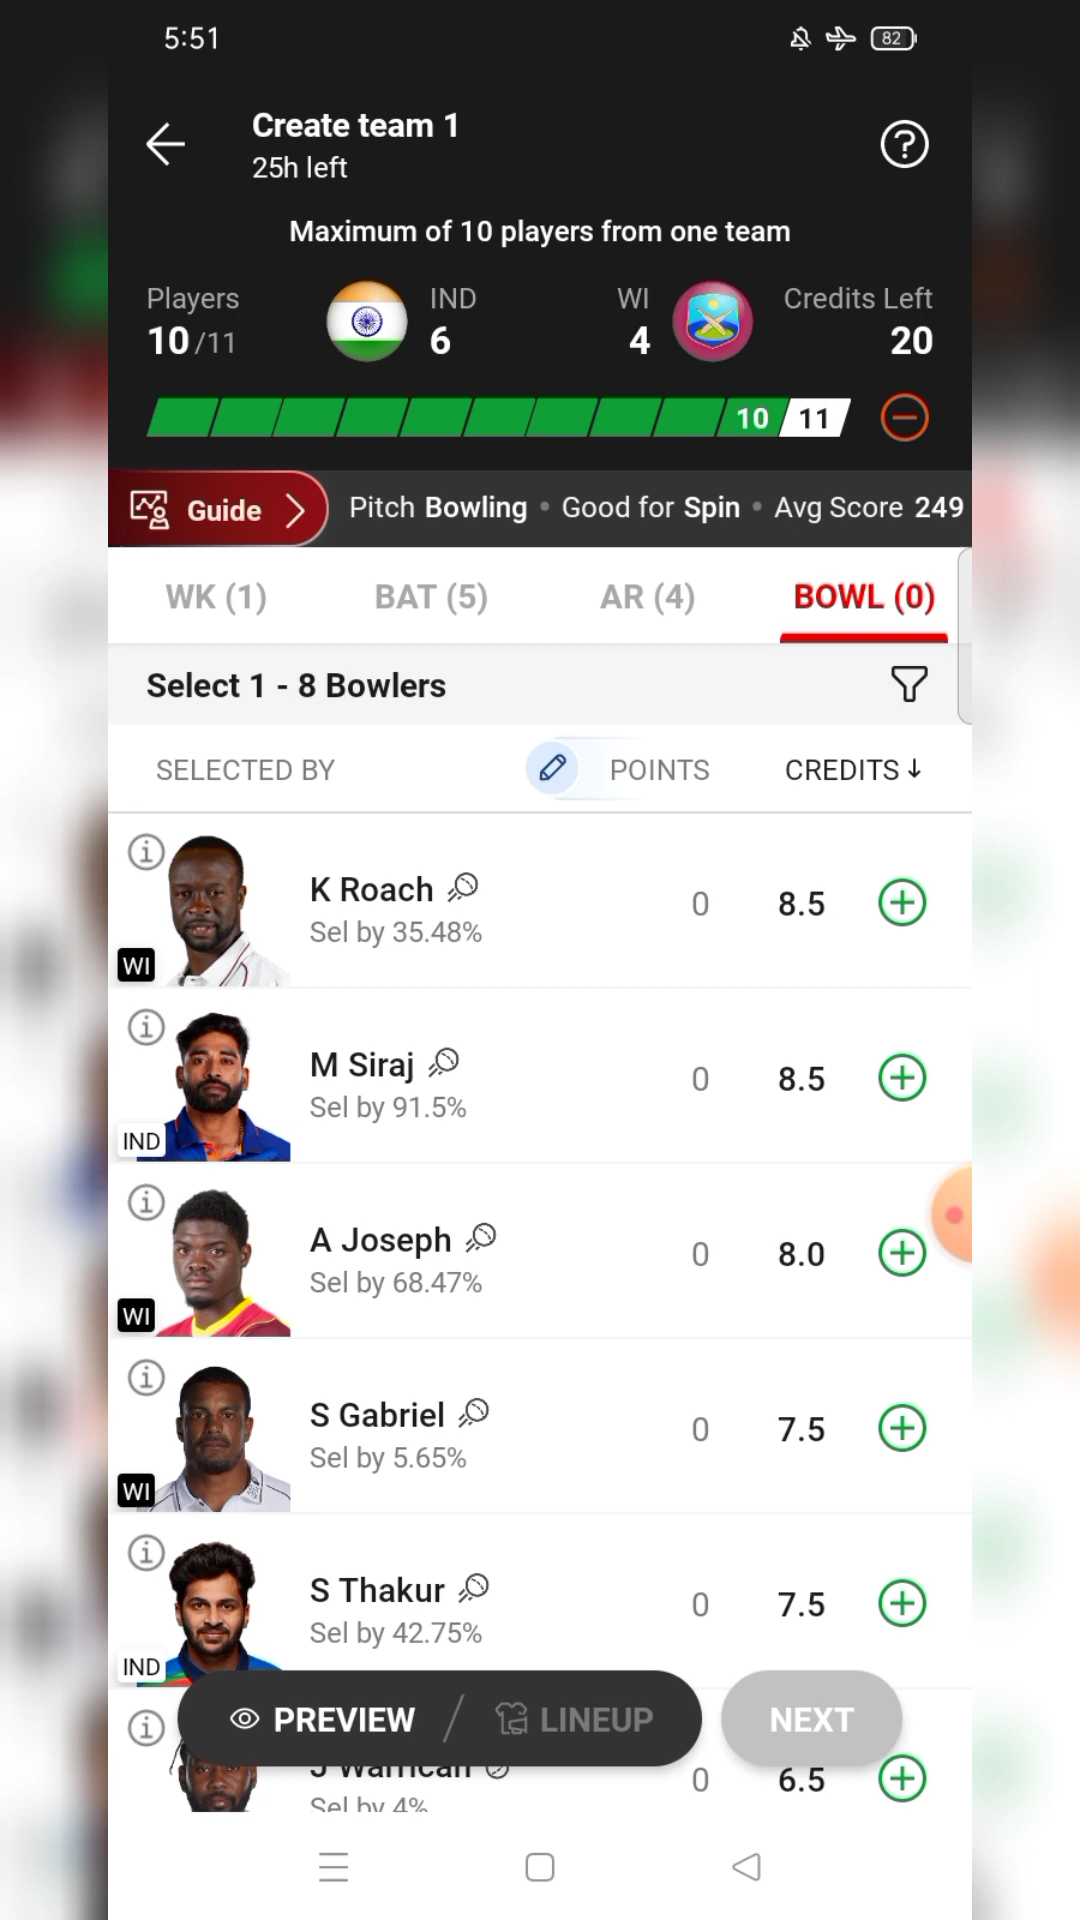 5:51
82
Create team 1
25h left
Maximum of 10 players from one team
Players
10/11
IND
6
WI
4
Credits Left
20
10
11
Guide
Pitch Bowling • Good for Spin • Avg Score 249
WK (1)
BAT (5)
AR (4)
BOWL (0)
Select 1 - 8 Bowlers
SELECTED BY
POINTS
CREDITS ↓
K Roach
Sel by 35.48%
WI
0
8.5
M Siraj
Sel by 91.5%
IND
0
8.5
A Joseph
Sel by 68.47%
WI
0
8.0
S Gabriel
Sel by 5.65%
WI
0
7.5
S Thakur
Sel by 42.75%
IND
0
7.5
PREVIEW
LINEUP
NEXT
J Warrican
Sel by 4%
0
6.5